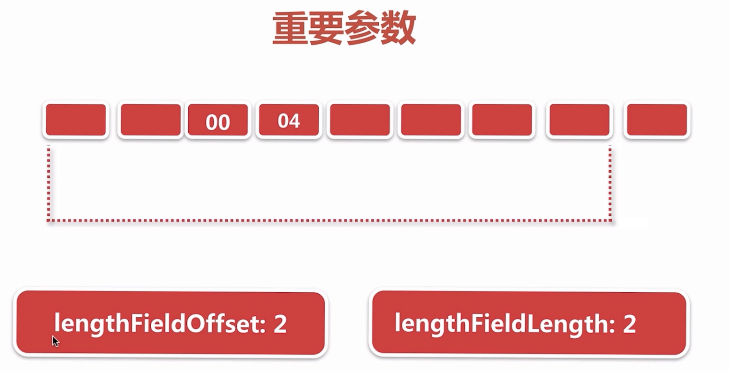 重要参数
00 04
lengthFieldOffset: 2
lengthFieldLength: 2